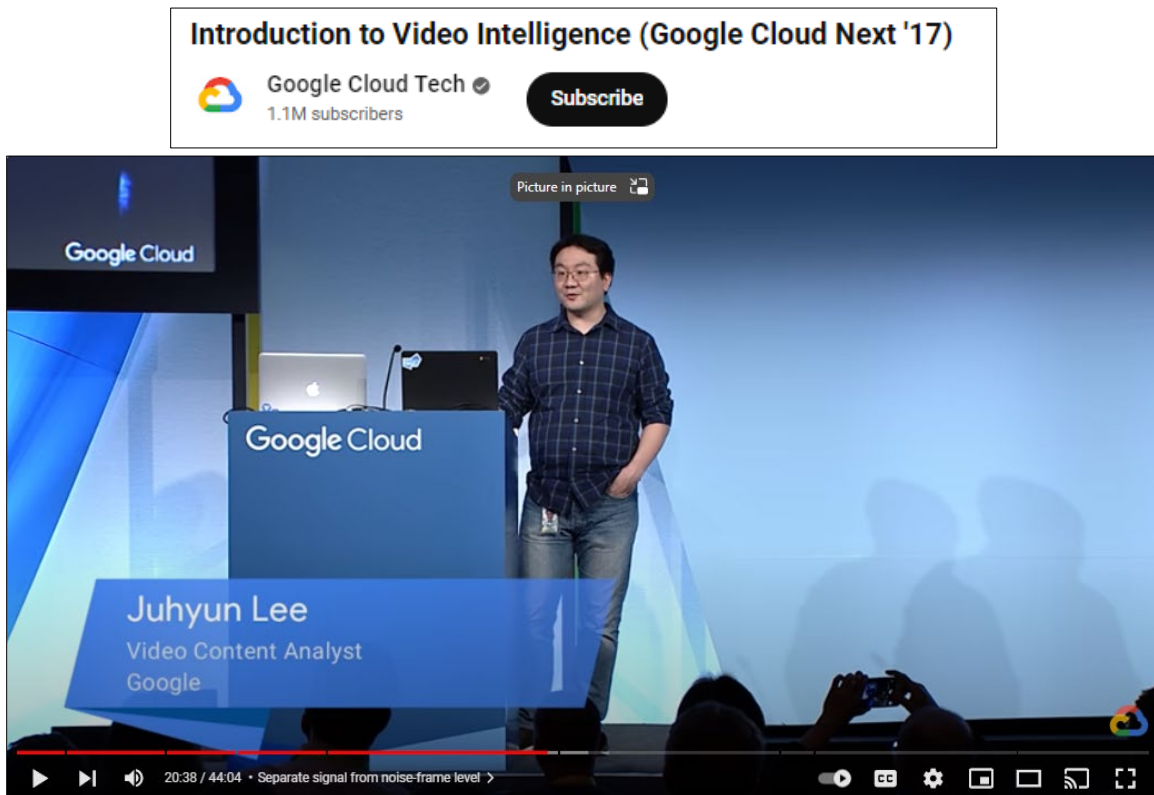 Introduction to Video Intelligence (Google Cloud Next '17)
Google Cloud Tech
1.1M subscribers
Subscribe
Picture in picture
Google Cloud
Google Cloud
Juhyun Lee
Video Content Analyst
Google
20:38 / 44:04 • Separate signal from noise-frame level
CC